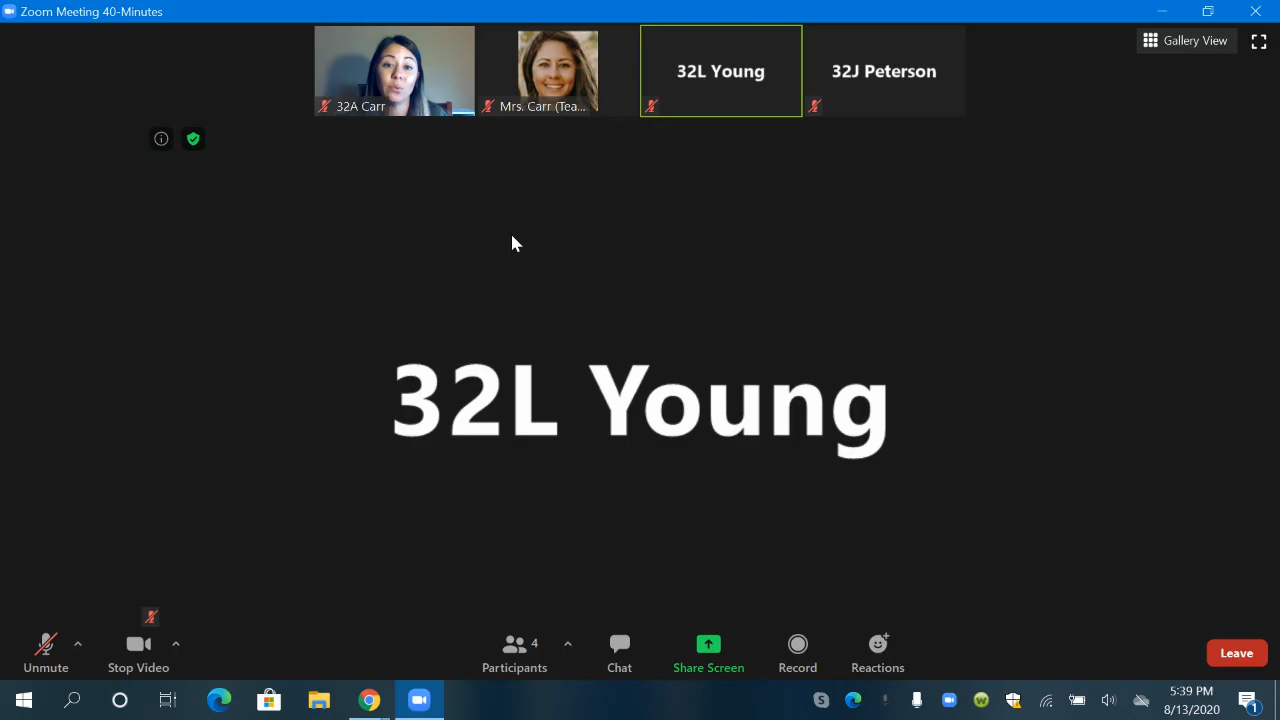 Zoom Meeting 40-Minutes
32A Carr
Mrs. Carr (Tea...
32L Young
32J Peterson
Gallery View
32L Young
Unmute
Stop Video
4
Participants
Chat
Share Screen
Record
Reactions
Leave
5:39 PM
8/13/2020
1